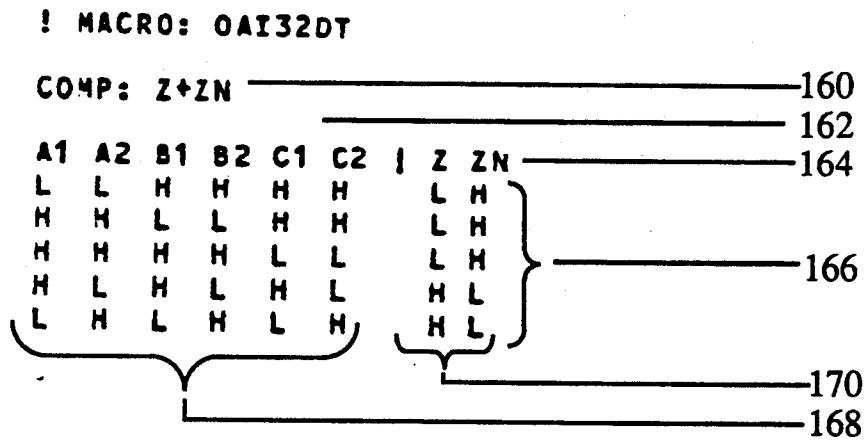 ! MACRO: OAI32DT
COMP: Z+ZN 160
162
A1 A2 B1 B2 C1 C2 ! Z ZN 164
L L H H H H L H
H H L L H H L H
H H H H L L L H
166
H L H L H L H L
L H L H L H H L
170
168